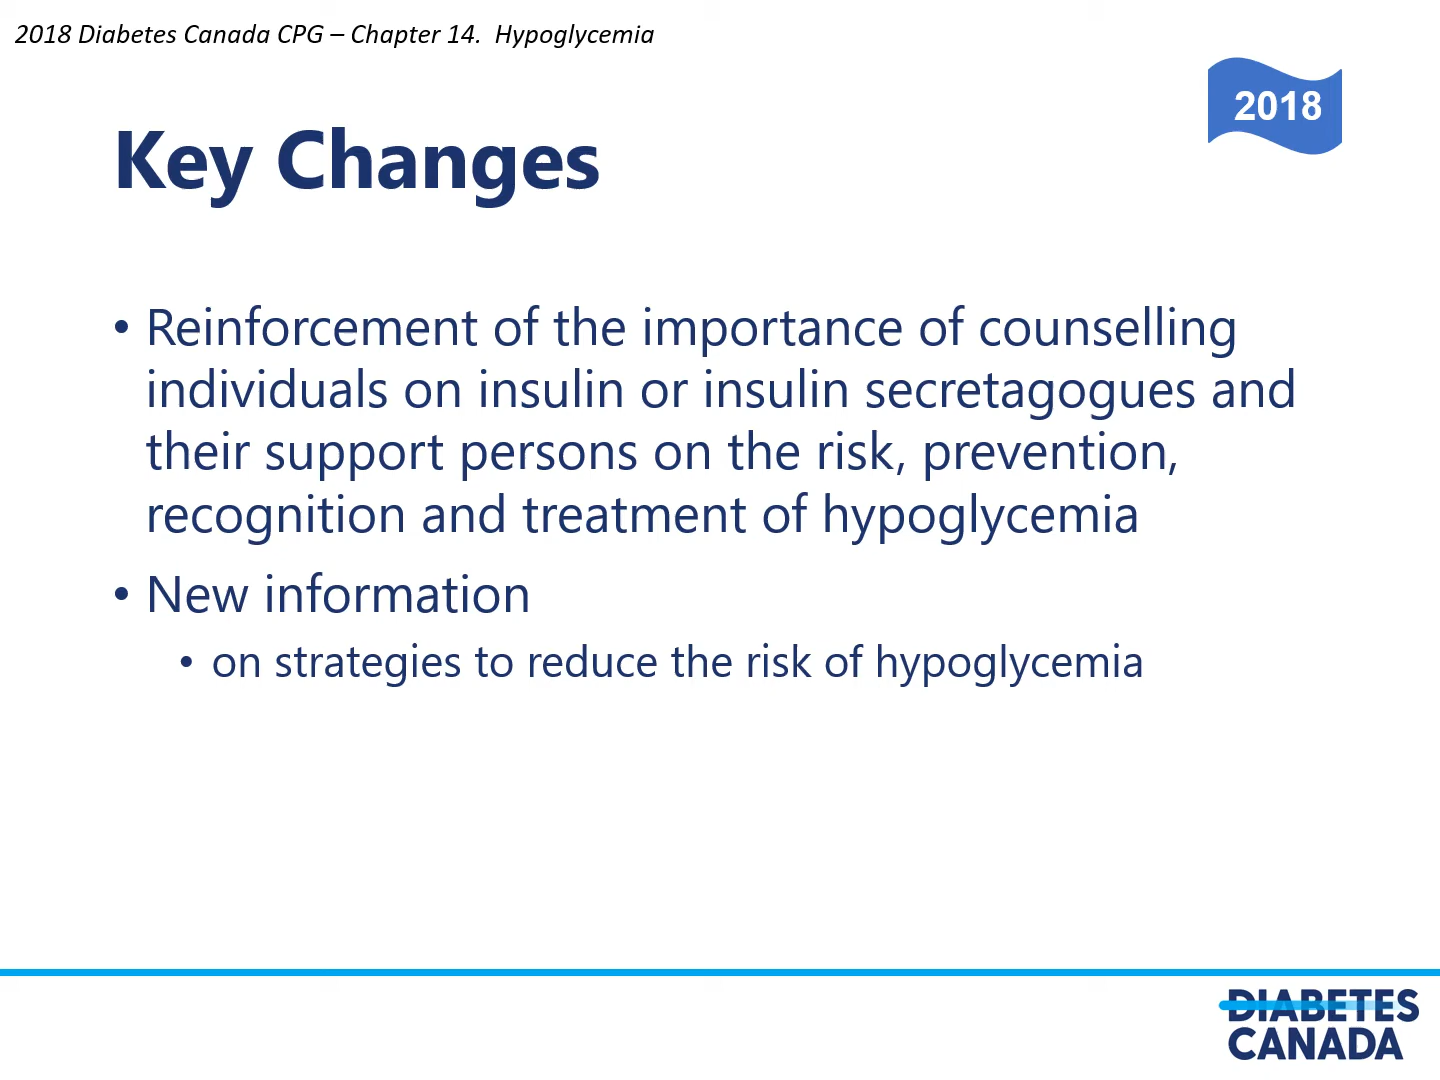 2018 Diabetes Canada CPG – Chapter 14. Hypoglycemia
2018
Key Changes
• Reinforcement of the importance of counselling
individuals on insulin or insulin secretagogues and
their support persons on the risk, prevention,
recognition and treatment of hypoglycemia
• New information
• on strategies to reduce the risk of hypoglycemia
DIABETES
CANADA